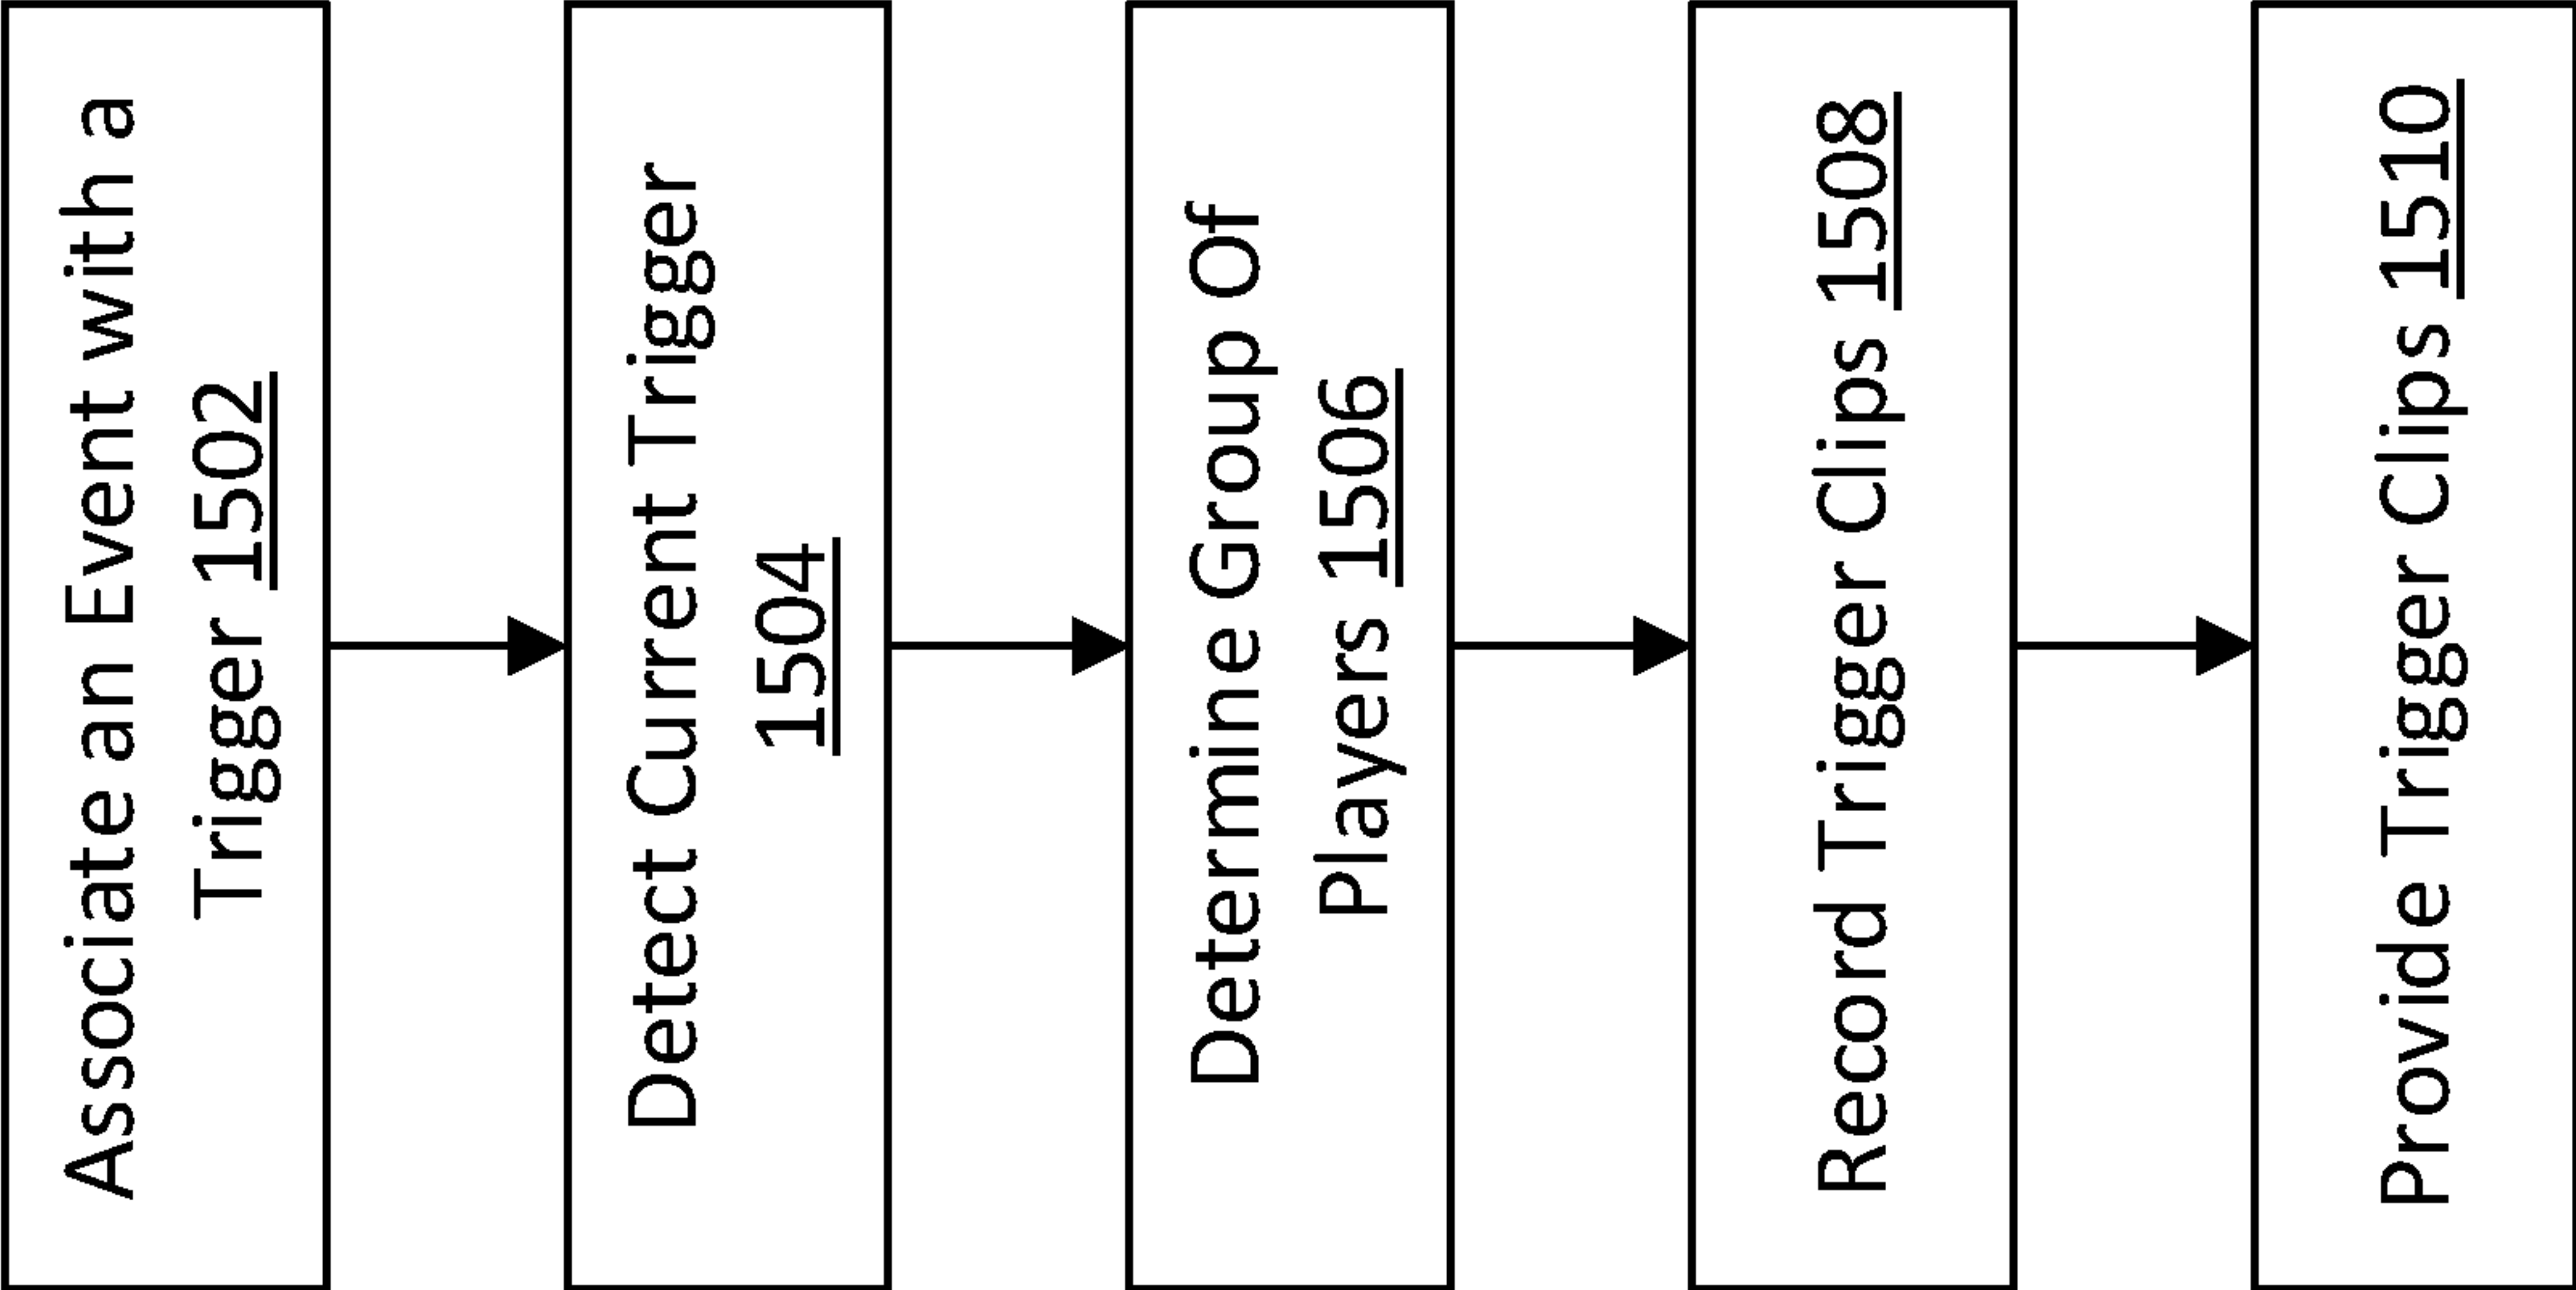 Associate an Event with a
Trigger 1502
Detect Current Trigger
1504
Determine Group Of
Players 1506
Record Trigger Clips 1508
Provide Trigger Clips 1510